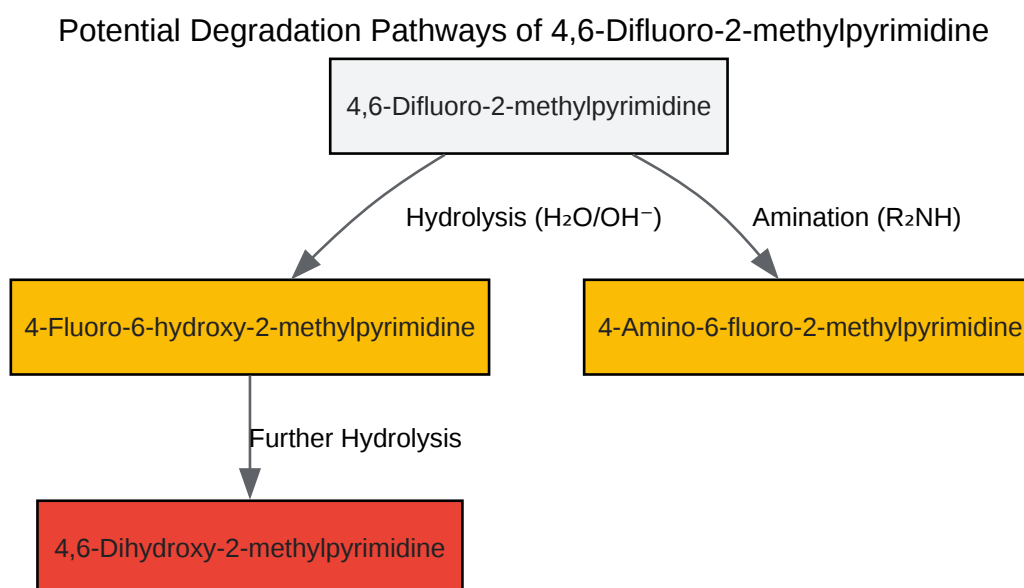 Potential Degradation Pathways of 4,6-Difluoro-2-methylpyrimidine
4,6-Difluoro-2-methylpyrimidine
Hydrolysis (H₂O/OH⁻)
Amination (R₂NH)
4-Fluoro-6-hydroxy-2-methylpyrimidine
4-Amino-6-fluoro-2-methylpyrimidine
Further Hydrolysis
4,6-Dihydroxy-2-methylpyrimidine